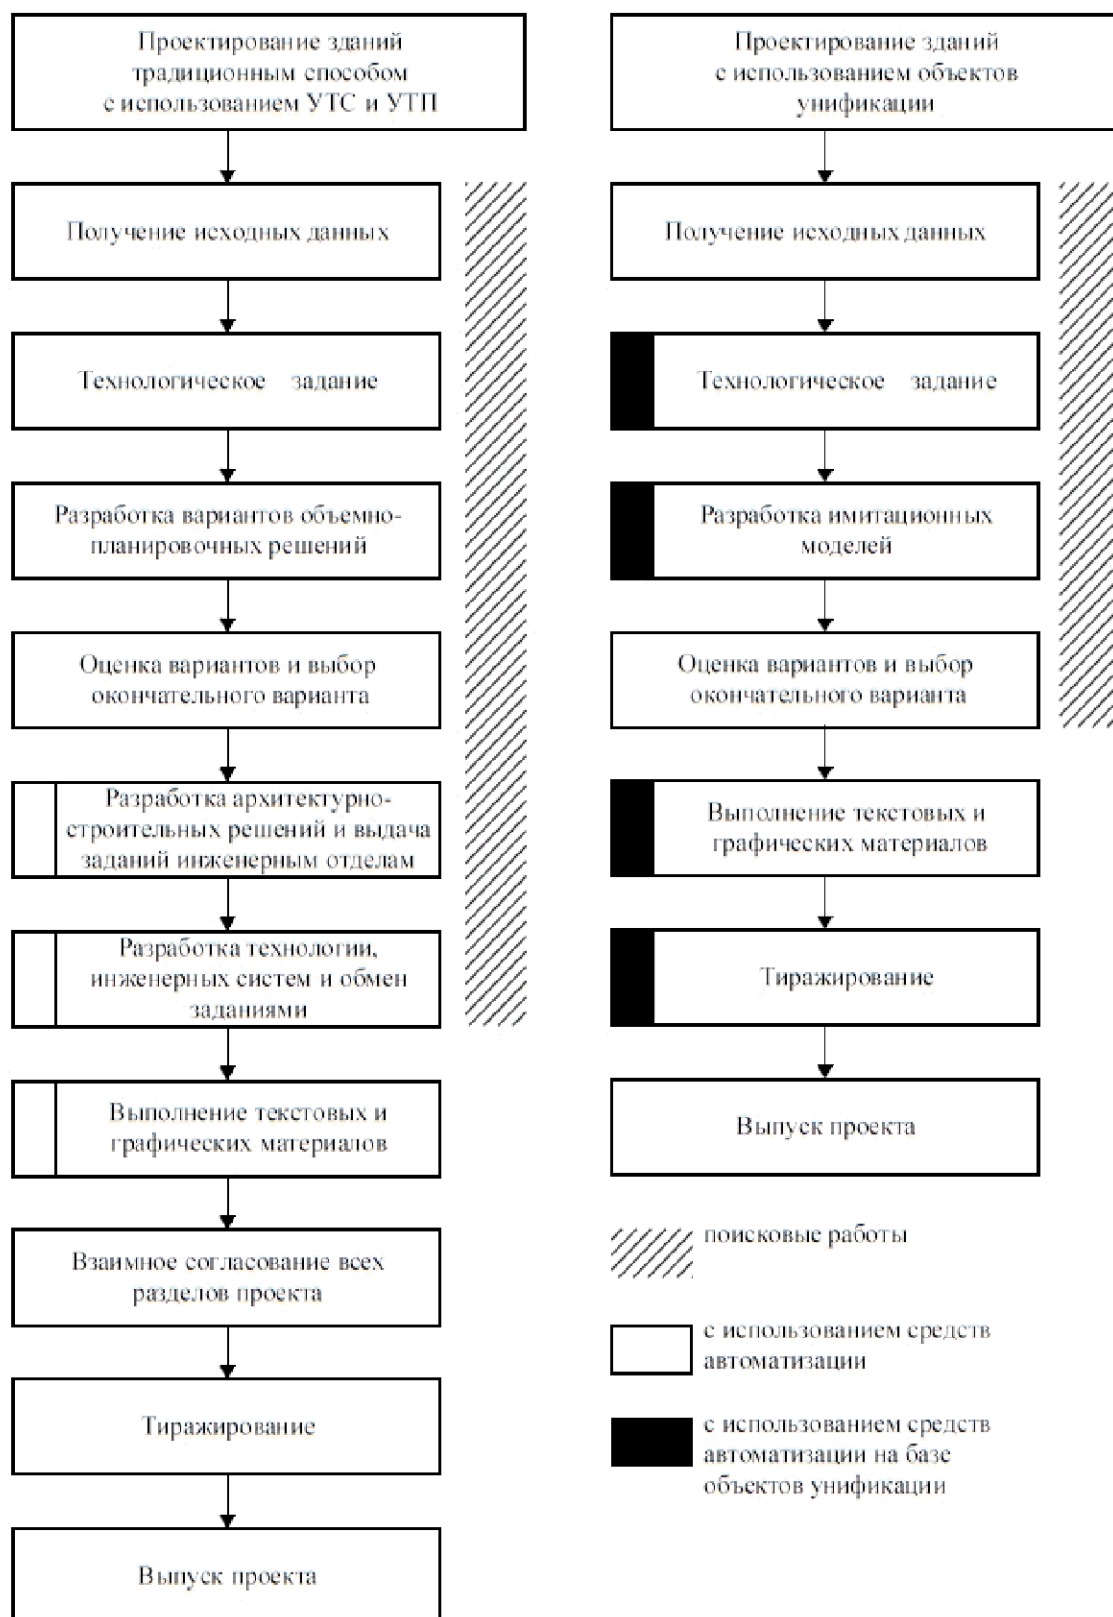 Проектирование зданий
традиционным способом
с использованием УТС и УТП
Получение исходных данных
Технологическое задание
Разработка вариантов объемно-
планировочных решений
Оценка вариантов и выбор
окончательного варианта
Разработка архитектурно-
строительных решений и выдача
заданий инженерным отделам
Разработка технологии,
инженерных систем и обмен
заданиями
Выполнение текстовых и
графических материалов
Взаимное согласование всех
разделов проекта
Тиражирование
Выпуск проекта
Проектирование зданий
с использованием объектов
унификации
Получение исходных данных
Технологическое задание
Разработка имитационных
моделей
Оценка вариантов и выбор
окончательного варианта
Выполнение текстовых и
графических материалов
Тиражирование
Выпуск проекта
поисковые работы
с использованием средств
автоматизации
с использованием средств
автоматизации на базе
объектов унификации